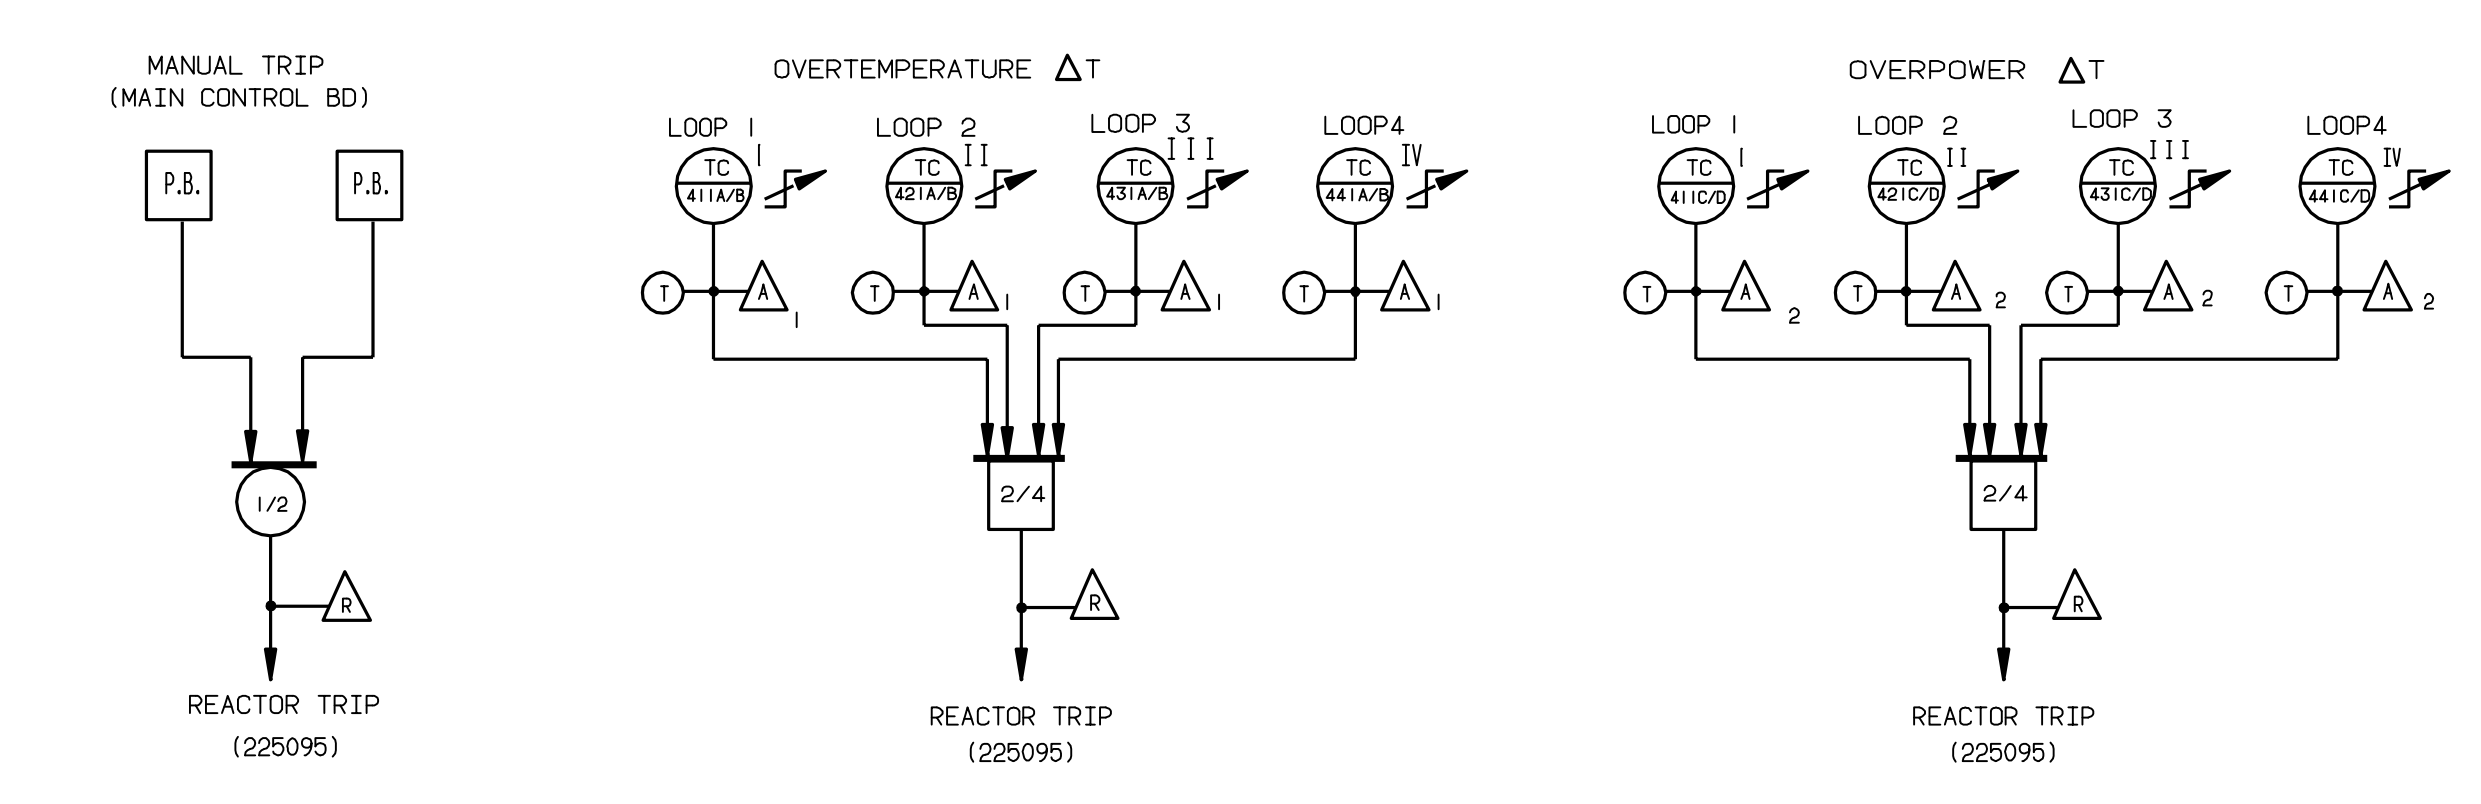 MANUAL TRIP
(MAIN CONTROL BD)
P.B.
P.B.
1/2
R
REACTOR TRIP
(225095)
OVERTEMPERATURE △T
LOOP 1
LOOP 2
LOOP 3
LOOP4
TC
411A/B
I
TC
421A/B
II
TC
431A/B
III
TC
441A/B
IV
T
A
1
T
A
1
T
A
1
T
A
1
2/4
R
REACTOR TRIP
(225095)
OVERPOWER △T
LOOP 1
LOOP 2
LOOP 3
LOOP4
TC
411C/D
I
TC
421C/D
II
TC
431C/D
III
TC
441C/D
IV
T
A
2
T
A
2
T
A
2
T
A
2
2/4
R
REACTOR TRIP
(225095)